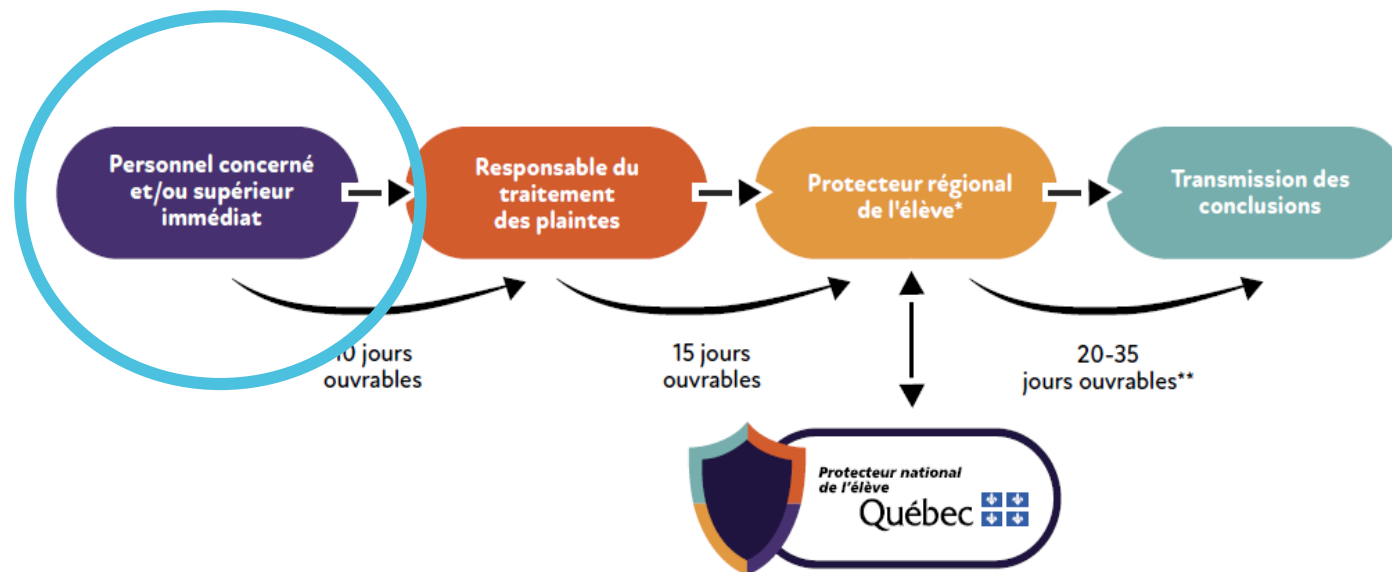 Personnel concerné
et/ou supérieur
immédiat
Responsable du
traitement
des plaintes
Protecteur régional
de l'élève*
Transmission des
conclusions
10 jours
ouvrables
15 jours
ouvrables
20-35
jours ouvrables**
Protecteur national
de l'élève
Québec